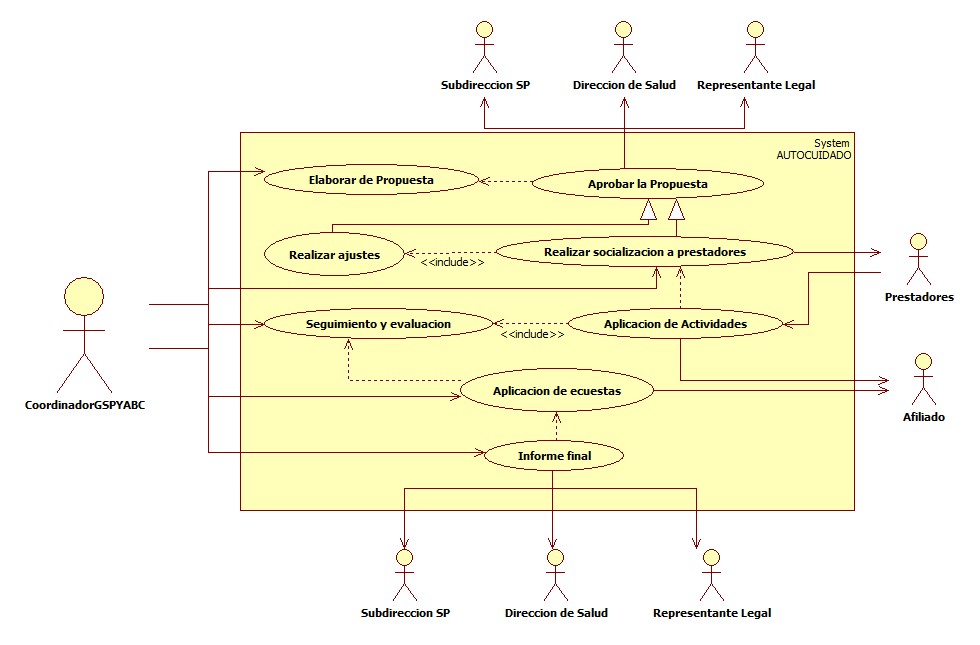 Subdireccion SP
Direccion de Salud
Representante Legal
System
AUTOCUIDADO
Elaborar de Propuesta
Aprobar la Propuesta
Realizar ajustes
<<include>>
Realizar socializacion a prestadores
Prestadores
Seguimiento y evaluacion
<<include>>
Aplicacion de Actividades
CoordinadorGSPYABC
Aplicacion de ecuestas
Afiliado
Informe final
Subdireccion SP
Direccion de Salud
Representante Legal